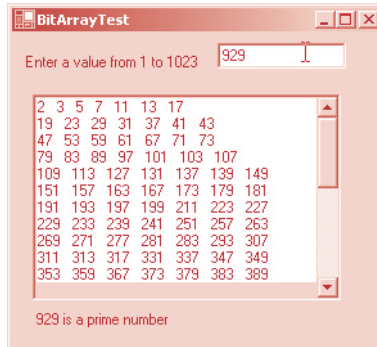 BitArrayTest
Enter a value from 1 to 1023 929
2 3 5 7 11 13 17
19 23 29 31 37 41 43
47 53 59 61 67 71 73
79 83 89 97 101 103 107
109 113 127 131 137 139 149
151 157 163 167 173 179 181
191 193 197 199 211 223 227
229 233 239 241 251 257 263
269 271 277 281 283 293 307
311 313 317 331 337 347 349
353 359 367 373 379 383 389
929 is a prime number